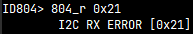 ID804> 804_r 0x21
I2C RX ERROR [0x21]